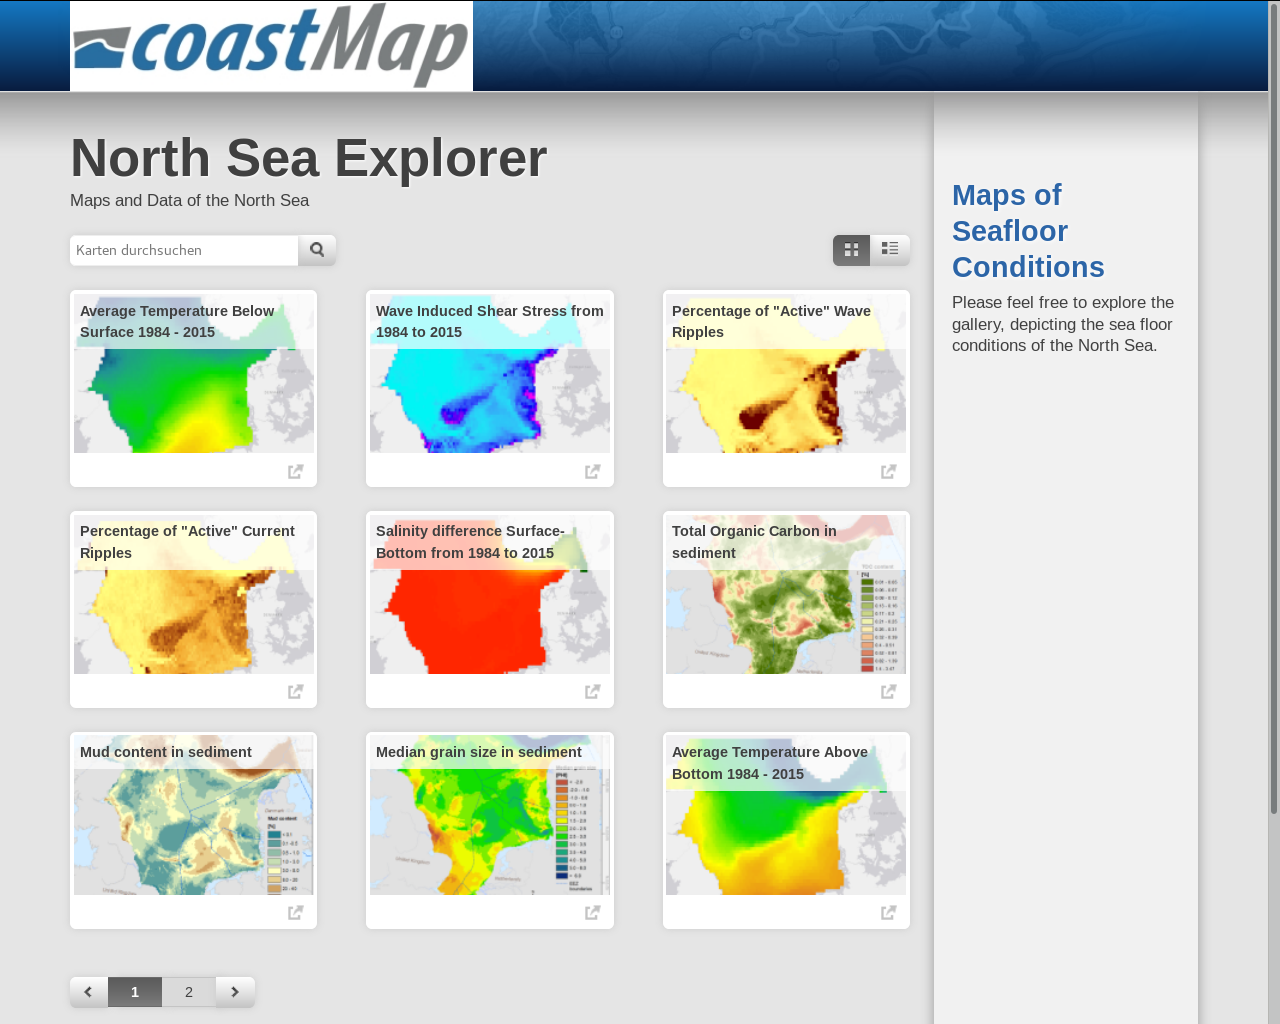 coastMap
North Sea Explorer
Maps and Data of the North Sea
Karten durchsuchen
Average Temperature Below
Surface 1984 - 2015
Wave Induced Shear Stress from
1984 to 2015
Percentage of "Active" Wave
Ripples
Percentage of "Active" Current
Ripples
Salinity difference Surface-
Bottom from 1984 to 2015
Total Organic Carbon in
sediment
Mud content in sediment
Median grain size in sediment
Average Temperature Above
Bottom 1984 - 2015
1
2
Maps of
Seafloor
Conditions
Please feel free to explore the
gallery, depicting the sea floor
conditions of the North Sea.